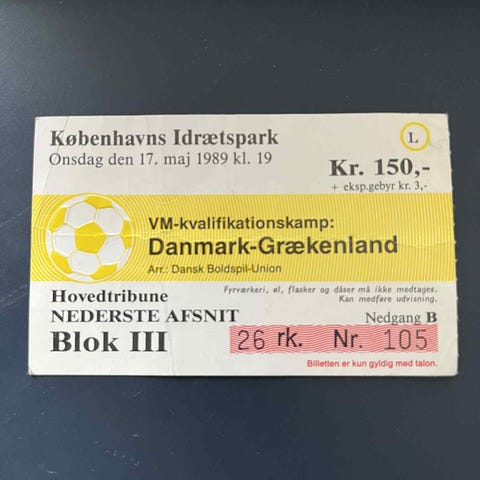 Københavns Idrætspark
Onsdag den 17. maj 1989 kl. 19
L
Kr. 150,-
+ eksp.gebyr kr. 3,-
VM-kvalifikationskamp:
Danmark-Grækenland
Arr.: Dansk Boldspil-Union
Fyrværkeri, øl, flasker og dåser må ikke medtages.
Kan medføre udvisning.
Hovedtribune
NEDERSTE AFSNIT
Nedgang B
Blok III
26 rk. Nr. 105
Billetten er kun gyldig med talon.